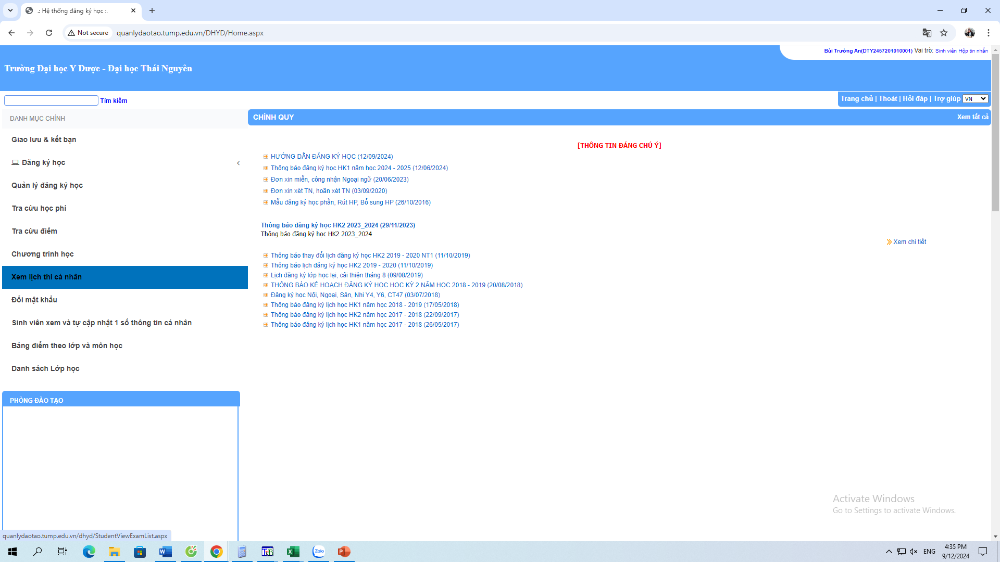 .: Hệ thống đăng ký học :.
Not secure
quanlydaotao.tump.edu.vn/DHYD/Home.aspx
Bùi Trường An(DTY2457201010001) Vai trò: Sinh viên Hộp tin nhắn
Trường Đại học Y Dược - Đại học Thái Nguyên
Tìm kiếm
Trang chủ | Thoát | Hỏi đáp | Trợ giúp VN
DANH MỤC CHÍNH
CHÍNH QUY
Xem tất cả
Giao lưu & kết bạn
Đăng ký học
Quản lý đăng ký học
Tra cứu học phí
Tra cứu điểm
Chương trình học
Xem lịch thi cá nhân
Đổi mật khẩu
Sinh viên xem và tự cập nhật 1 số thông tin cá nhân
Bảng điểm theo lớp và môn học
Danh sách Lớp học
PHÒNG ĐÀO TẠO
[THÔNG TIN ĐÁNG CHÚ Ý]
HƯỚNG DẪN ĐĂNG KÝ HỌC (12/09/2024)
Thông báo đăng ký học HK1 năm học 2024 - 2025 (12/06/2024)
Đơn xin miễn, công nhận Ngoại ngữ (20/06/2023)
Đơn xin xét TN, hoãn xét TN (03/09/2020)
Mẫu đăng ký học phần, Rút HP, Bổ sung HP (26/10/2016)
Thông báo đăng ký học HK2 2023_2024 (29/11/2023)
Thông báo đăng ký học HK2 2023_2024
Xem chi tiết
Thông báo thay đổi lịch đăng ký học HK2 2019 - 2020 NT1 (11/10/2019)
Thông báo lịch đăng ký học HK2 2019 - 2020 (11/10/2019)
Lịch đăng ký lớp học lại, cải thiện tháng 8 (09/08/2019)
THÔNG BÁO KẾ HOẠCH ĐĂNG KÝ HỌC HỌC KỲ 2 NĂM HỌC 2018 - 2019 (20/08/2018)
Đăng ký học Nội, Ngoại, Sản, Nhi Y4, Y6, CT47 (03/07/2018)
Thông báo đăng ký lịch học HK1 năm học 2018 - 2019 (17/05/2018)
Thông báo đăng ký lịch học HK2 năm học 2017 - 2018 (22/09/2017)
Thông báo đăng ký lịch học HK1 năm học 2017 - 2018 (26/05/2017)
Activate Windows
Go to Settings to activate Windows.
quanlydaotao.tump.edu.vn/dhyd/StudentViewExamList.aspx
Zalo
ENG
4:35 PM
9/12/2024